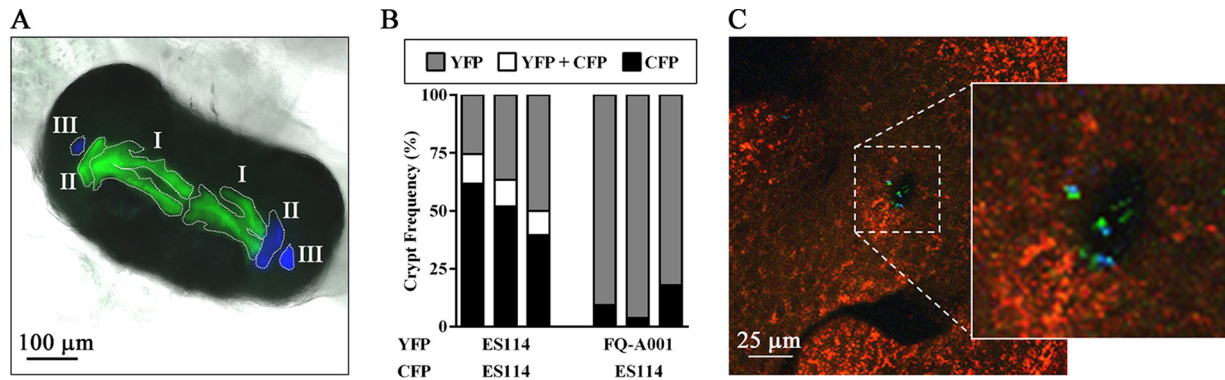 A
III
I
II
I
II
III
100 µm
B
YFP YFP + CFP CFP
Crypt Frequency (%)
100
75
50
25
0
YFP ES114 FQ-A001
CFP ES114 ES114
C
25 µm